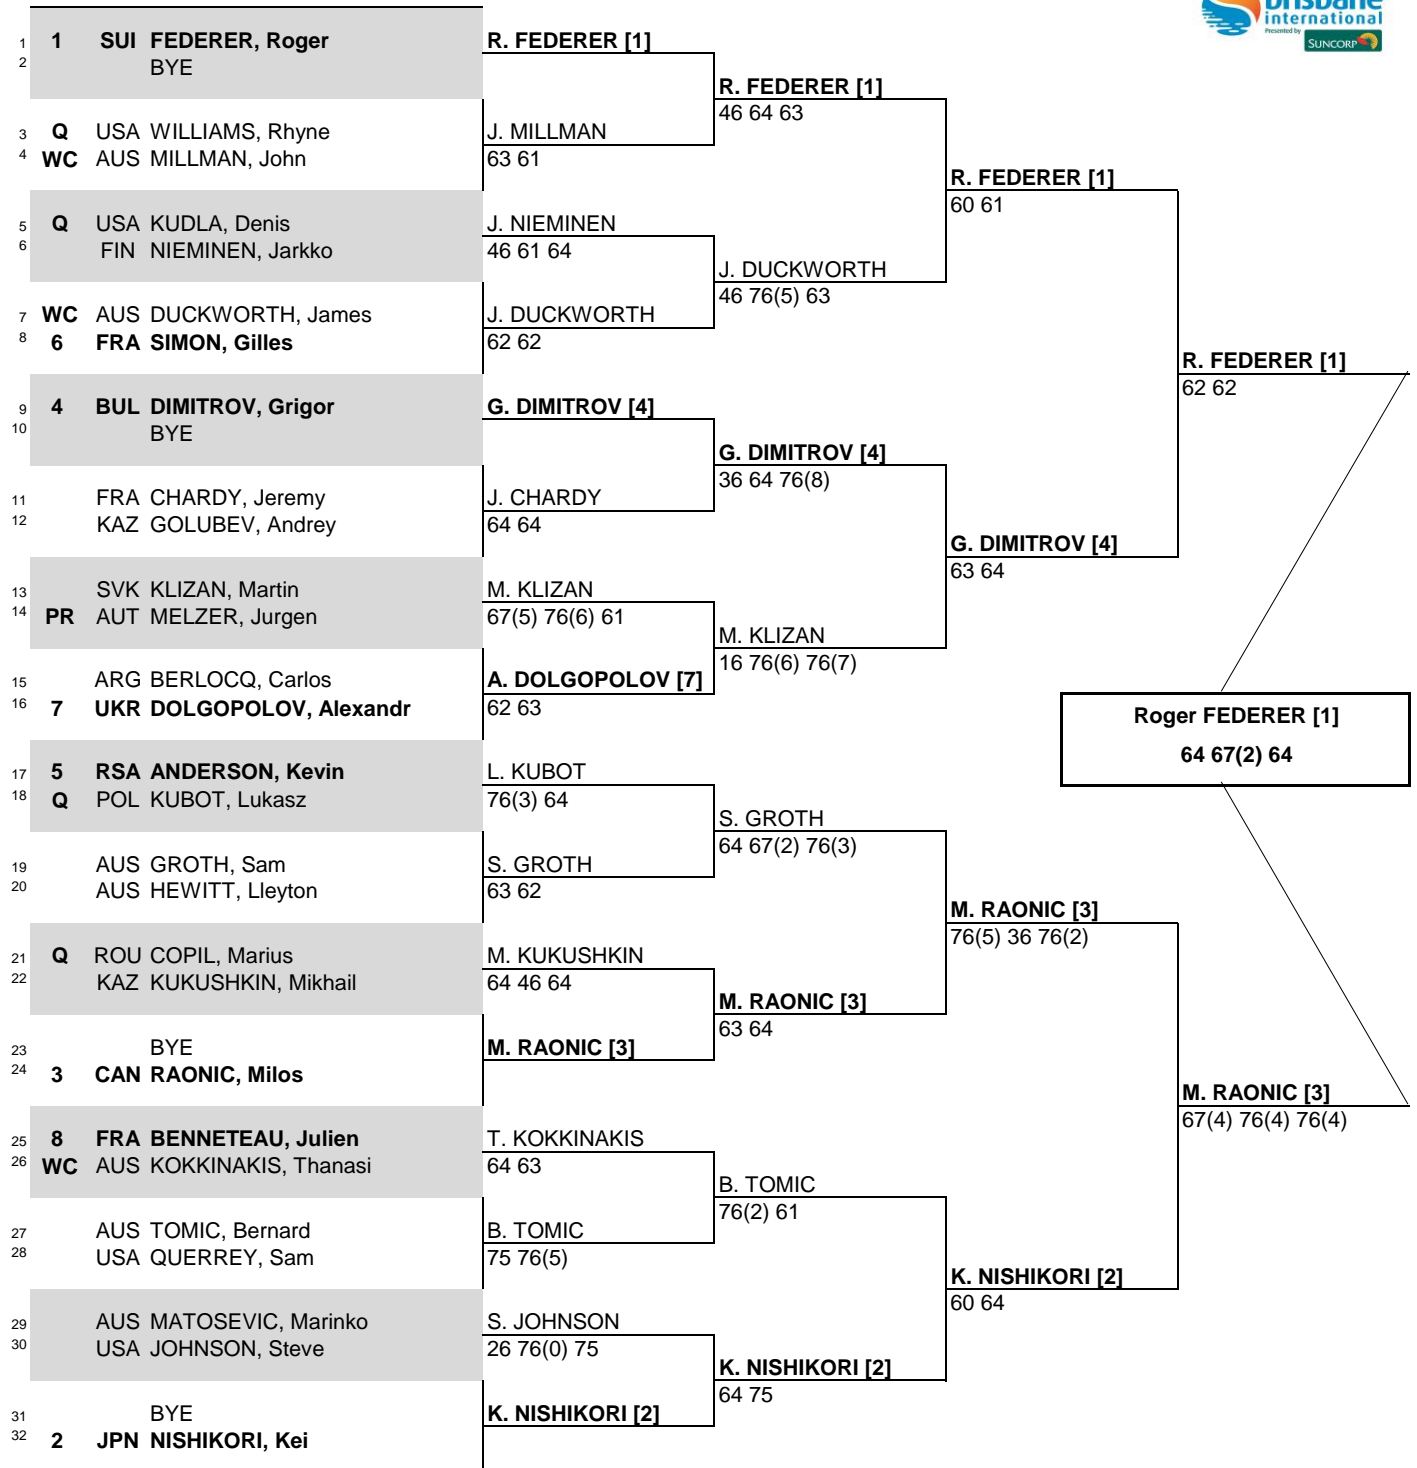 brisbane
international
Presented by
SUNCORP
1 1 SUI FEDERER, Roger
2 BYE
3 Q USA WILLIAMS, Rhyne
4 WC AUS MILLMAN, John
5 Q USA KUDLA, Denis
6 FIN NIEMINEN, Jarkko
7 WC AUS DUCKWORTH, James
8 6 FRA SIMON, Gilles
9 4 BUL DIMITROV, Grigor
10 BYE
11 FRA CHARDY, Jeremy
12 KAZ GOLUBEV, Andrey
13 SVK KLIZAN, Martin
14 PR AUT MELZER, Jurgen
15 ARG BERLOCQ, Carlos
16 7 UKR DOLGOPOLOV, Alexandr
17 5 RSA ANDERSON, Kevin
18 Q POL KUBOT, Lukasz
19 AUS GROTH, Sam
20 AUS HEWITT, Lleyton
21 Q ROU COPIL, Marius
22 KAZ KUKUSHKIN, Mikhail
23 BYE
24 3 CAN RAONIC, Milos
25 8 FRA BENNETEAU, Julien
26 WC AUS KOKKINAKIS, Thanasi
27 AUS TOMIC, Bernard
28 USA QUERREY, Sam
29 AUS MATOSEVIC, Marinko
30 USA JOHNSON, Steve
31 BYE
32 2 JPN NISHIKORI, Kei
R. FEDERER [1]
J. MILLMAN
63 61
J. NIEMINEN
46 61 64
J. DUCKWORTH
62 62
G. DIMITROV [4]
J. CHARDY
64 64
M. KLIZAN
67(5) 76(6) 61
A. DOLGOPOLOV [7]
62 63
L. KUBOT
76(3) 64
S. GROTH
63 62
M. KUKUSHKIN
64 46 64
M. RAONIC [3]
T. KOKKINAKIS
64 63
B. TOMIC
75 76(5)
S. JOHNSON
26 76(0) 75
K. NISHIKORI [2]
R. FEDERER [1]
46 64 63
J. DUCKWORTH
46 76(5) 63
G. DIMITROV [4]
36 64 76(8)
M. KLIZAN
16 76(6) 76(7)
S. GROTH
64 67(2) 76(3)
M. RAONIC [3]
63 64
B. TOMIC
76(2) 61
K. NISHIKORI [2]
64 75
R. FEDERER [1]
60 61
G. DIMITROV [4]
63 64
M. RAONIC [3]
76(5) 36 76(2)
K. NISHIKORI [2]
60 64
R. FEDERER [1]
62 62
M. RAONIC [3]
67(4) 76(4) 76(4)
Roger FEDERER [1]
64 67(2) 64